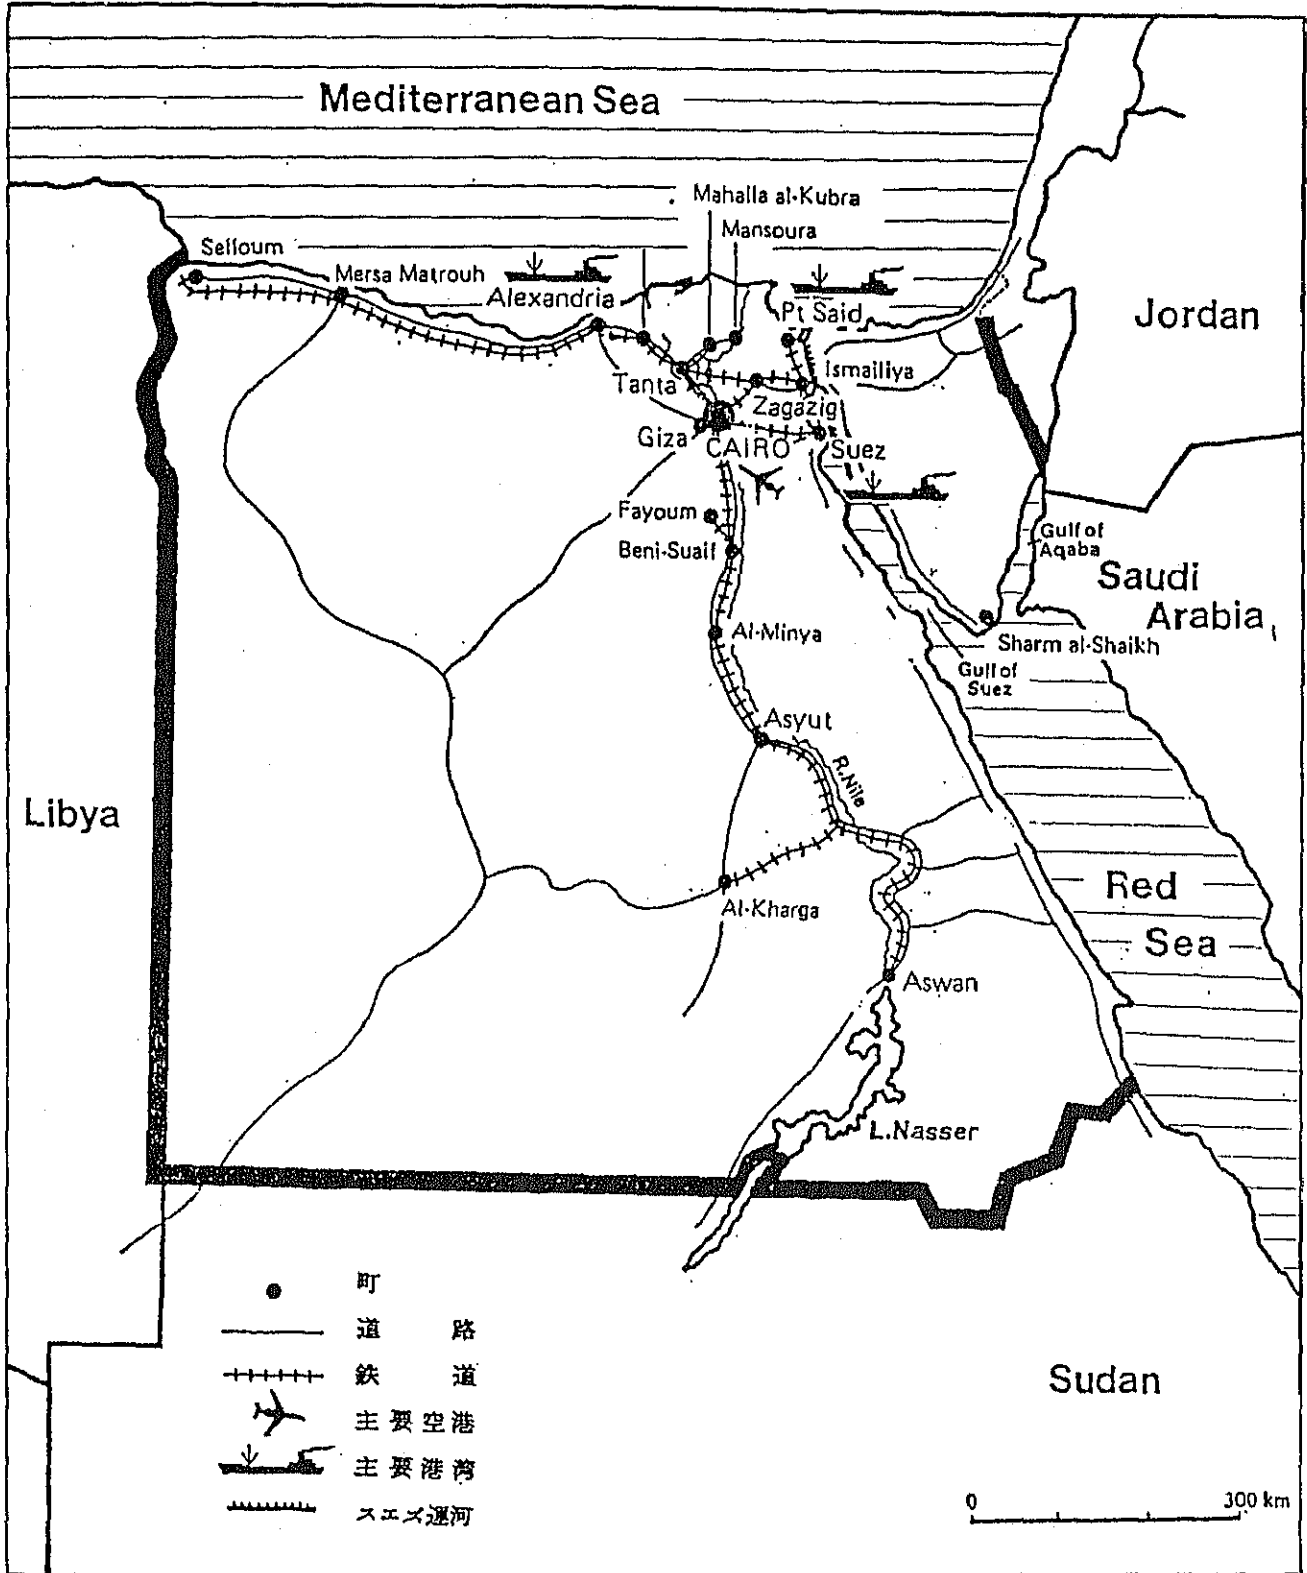 Mediterranean Sea
Mahalla al-Kubra
Mansoura
Selloum
Mersa Matrouh
Alexandria
Pt Said
Jordan
Ismailiya
Tanta
Zagazig
Giza
CAIRO
Suez
Fayoum
Beni-Suaif
Gulf of
Aqaba
Saudi
Arabia
Al-Minya
Sharm al-Shaikh
Gulf of
Suez
Asyut
R.Nile
Libya
Red
Sea
Al-Kharga
Aswan
L.Nasser
町
道 路
鉄 道
主要空港
主要港湾
スエズ運河
Sudan
0 300 km